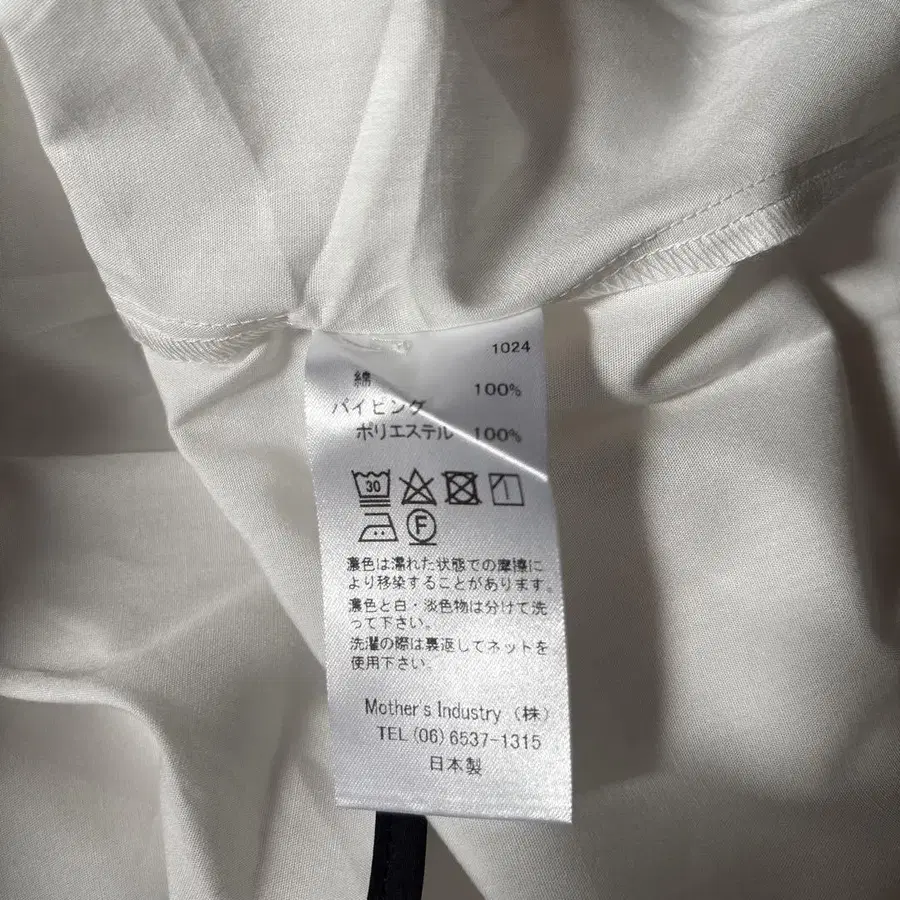 1024
綿 100%
パイピング
ポリエステル 100%
30
F
濃色は濡れた状態での摩擦に
より移染することがあります。
濃色と白・淡色物は分けて洗
って下さい。
洗濯の際は裏返してネットを
使用下さい。
Mother's Industry (株)
TEL (06) 6537-1315
日本製